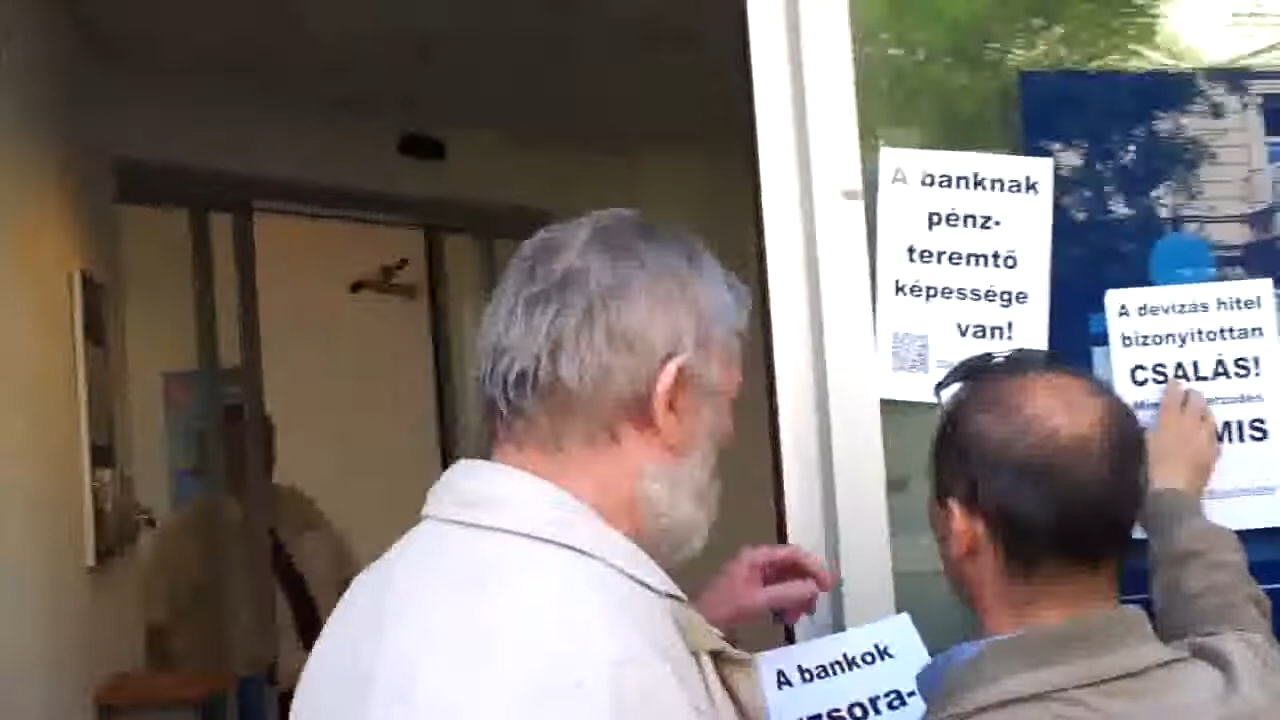 A banknak
pénz-
teremtő
képessége
van!
A devizás hitel
bizonyítottan
CSALÁS!
MIS
A bankok